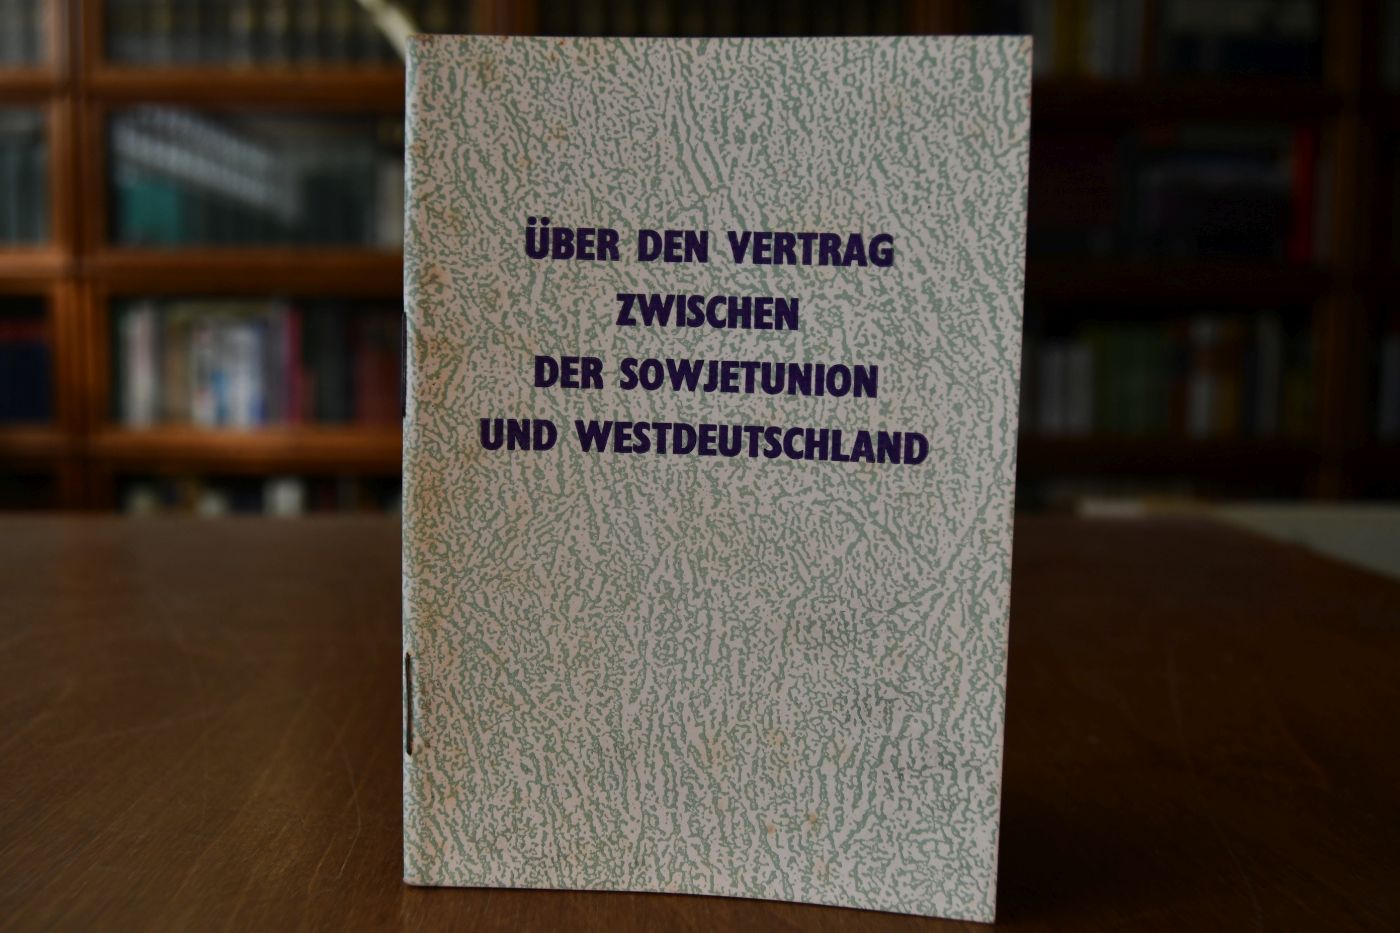 ÜBER DEN VERTRAG
ZWISCHEN
DER SOWJETUNION
UND WESTDEUTSCHLAND